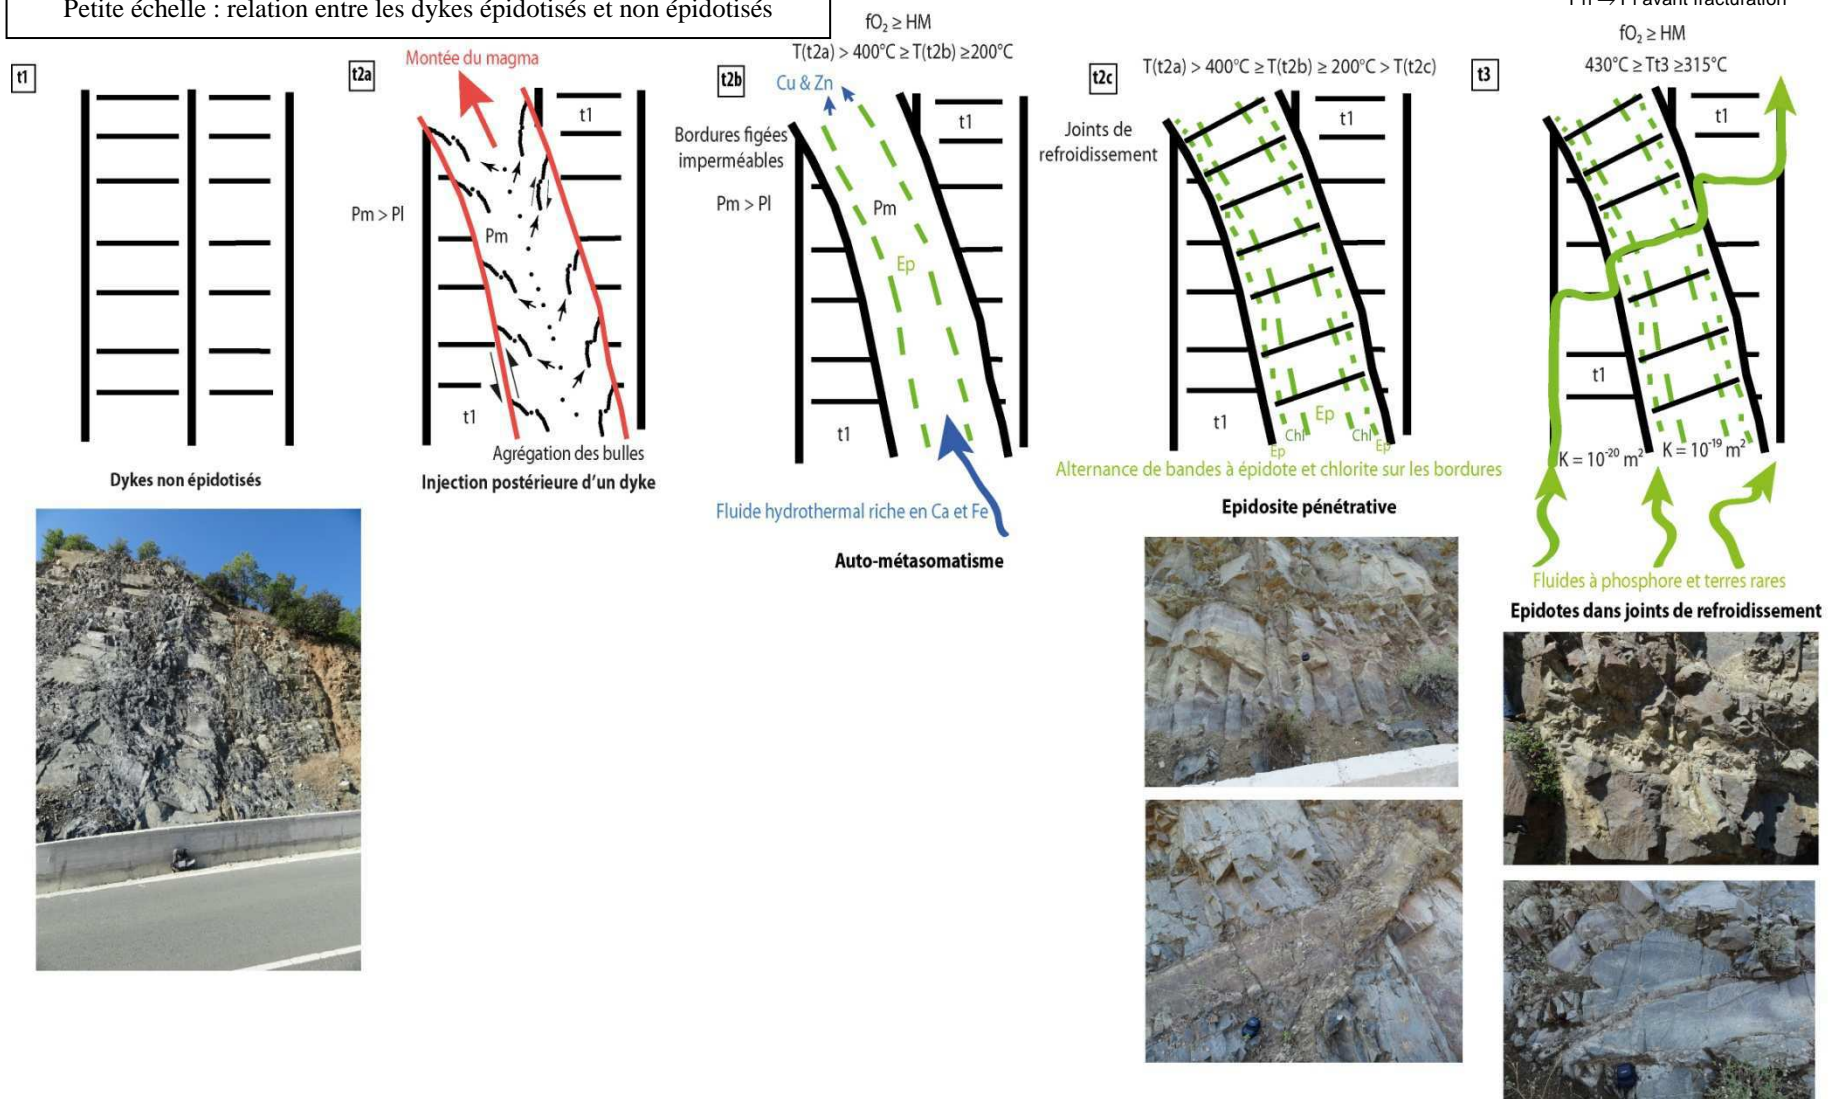 Petite échelle : relation entre les dykes épidotisés et non épidotisés
t1
Dykes non épidotisés
t2a
Montée du magma
t1
Pm > Pl
Pm
t1
Agrégation des bulles
Injection postérieure d'un dyke
fO₂ ≥ HM
T(t2a) > 400°C ≥ T(t2b) ≥200°C
t2b
Cu & Zn
t1
Bordures figées
imperméables
Pm > Pl
Pm
Ep
t1
Fluide hydrothermal riche en Ca et Fe
Auto-métasomatisme
T(t2a) > 400°C ≥ T(t2b) ≥ 200°C > T(t2c)
t2c
t1
Joints de
refroidissement
t1
Ep
Chl
Chl
Ep
Ep
Alternance de bandes à épidote et chlorite sur les bordures
Epidosite pénétrative
avant fracturation
fO₂ ≥ HM
430°C ≥ Tt3 ≥315°C
t3
t1
t1
K = 10⁻²⁰ m²
K = 10⁻¹⁹ m²
Fluides à phosphore et terres rares
Epidotes dans joints de refroidissement